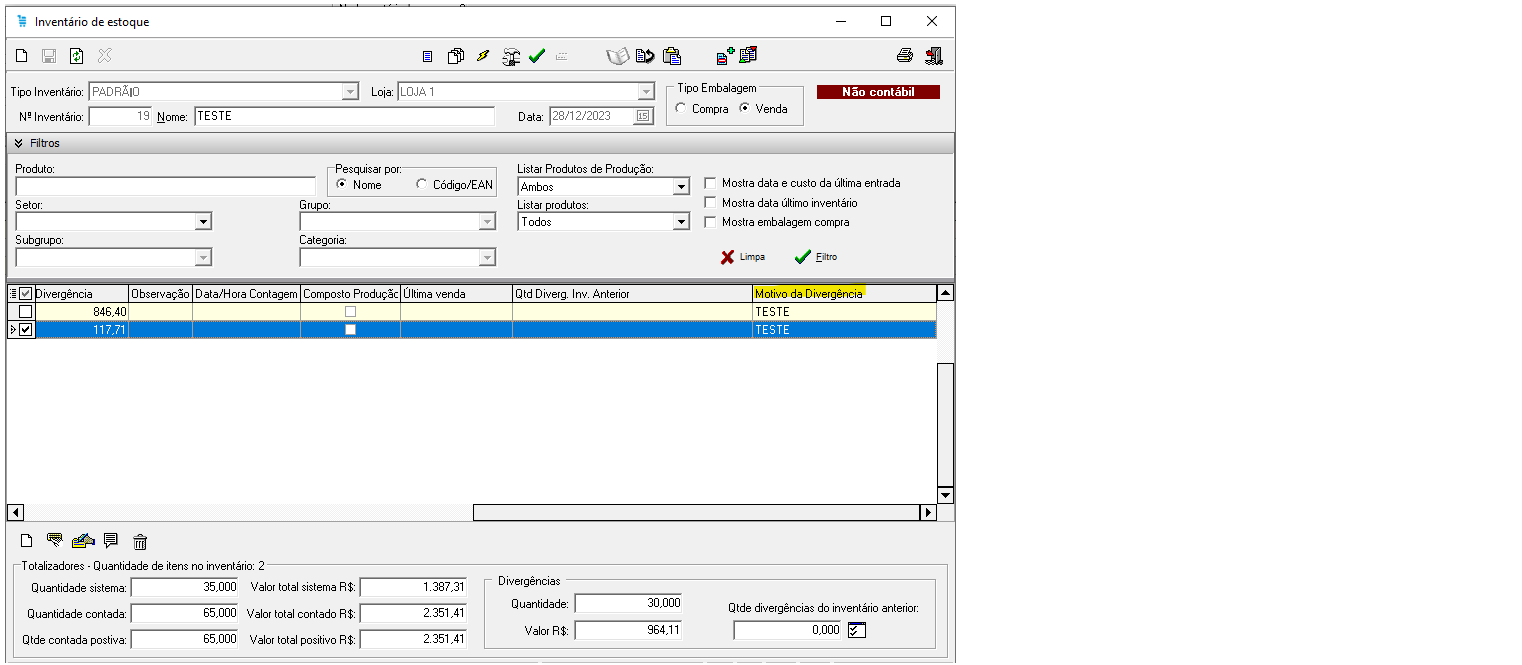 Inventário de estoque
Tipo Inventário: PADRÃO Loja: LOJA 1 Tipo Embalagem Não contábil
Compra Venda
Nº Inventário: 19 Nome: TESTE Data: 28/12/2023 15
Filtros
Produto: Pesquisar por: Listar Produtos de Produção:
Nome Código/EAN Ambos Mostra data e custo da última entrada
Setor: Grupo: Listar produtos: Mostra data último inventário
Todos Mostra embalagem compra
Subgrupo: Categoria:
Limpa Filtro
Divergência Observação Data/Hora Contagem Composto Produção Última venda Qtd Diverg. Inv. Anterior Motivo da Divergência
846,40 TESTE
117,71 TESTE
Totalizadores - Quantidade de itens no inventário: 2
Quantidade sistema: 35,000 Valor total sistema R$: 1.387,31
Quantidade contada: 65,000 Valor total contado R$: 2.351,41
Qtde contada postiva: 65,000 Valor total positivo R$: 2.351,41
Divergências
Quantidade: 30,000
Valor R$: 964,11
Qtde divergências do inventário anterior:
0,000